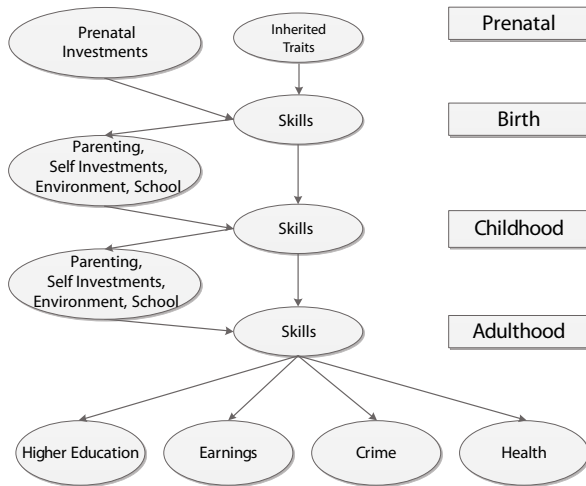 Prenatal
Investments
Inherited
Traits
Prenatal
Skills
Birth
Parenting,
Self Investments,
Environment, School
Skills
Childhood
Parenting,
Self Investments,
Environment, School
Skills
Adulthood
Higher Education
Earnings
Crime
Health